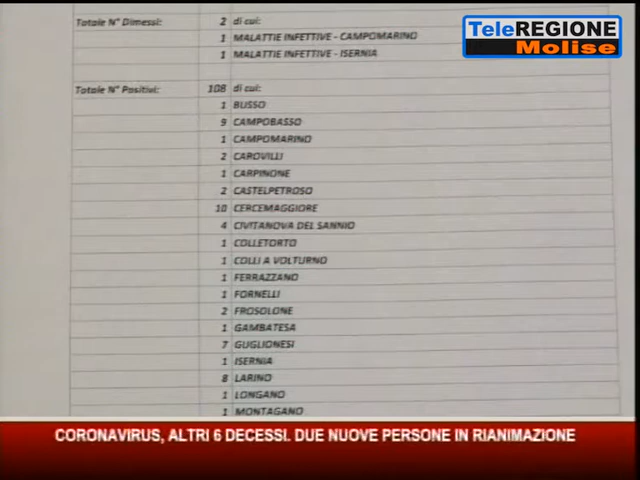 TeleREGIONE
Molise
Totale N° Dimessi: 2 di cui:
1 MALATTIE INFETTIVE - CAMPOMARINO
1 MALATTIE INFETTIVE - ISERNIA
Totale N° Positivi: 108 di cui:
1 BUSSO
9 CAMPOBASSO
1 CAMPOMARINO
2 CAROVILLI
1 CARPINONE
2 CASTELPETROSO
10 CERCEMAGGIORE
4 CIVITANOVA DEL SANNIO
1 COLLETORTO
1 COLLI A VOLTURNO
1 FERRAZZANO
1 FORNELLI
2 FROSOLONE
1 GAMBATESA
7 GUGLIONESI
1 ISERNIA
8 LARINO
1 LONGANO
1 MONTAGANO
CORONAVIRUS, ALTRI 6 DECESSI. DUE NUOVE PERSONE IN RIANIMAZIONE